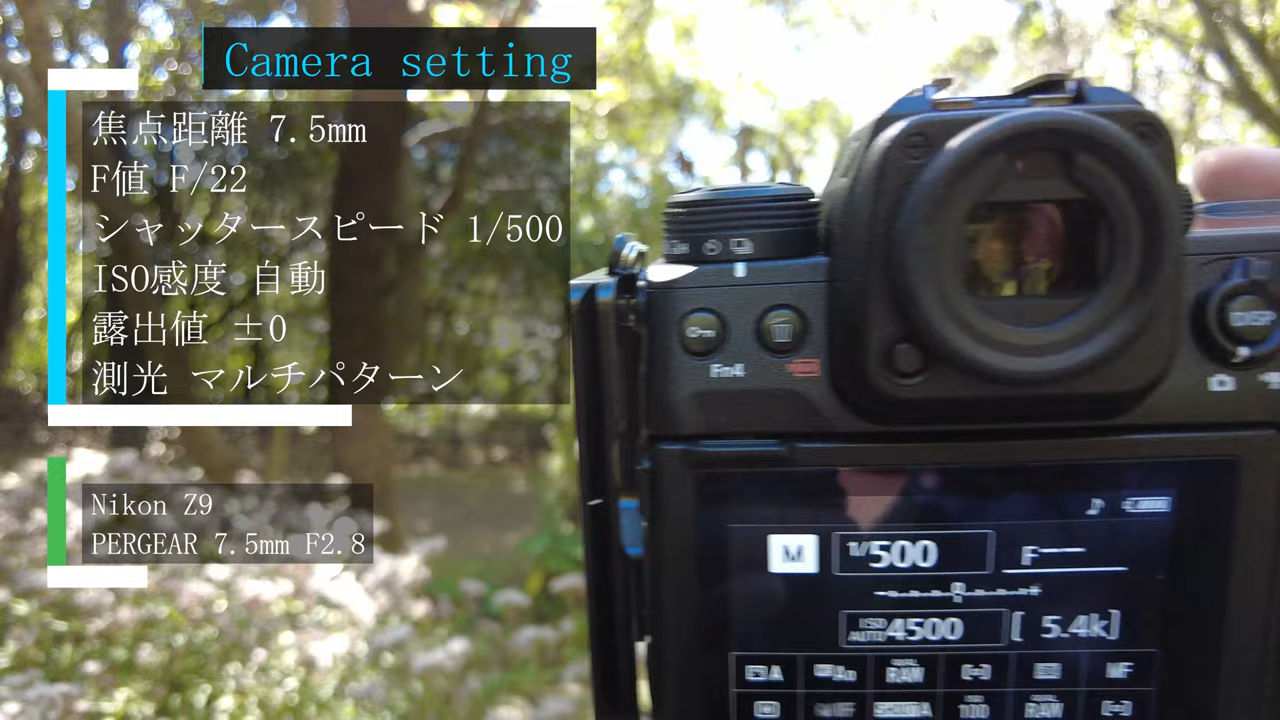 Camera setting
焦点距離 7.5mm
F値 F/22
シャッタースピード 1/500
ISO感度 自動
露出値 ±0
測光 マルチパターン
Nikon Z9
PERGEAR 7.5mm F2.8
Fn4
DISP
M 1/500 F--
ISO AUTO 4500 [ 5.4k]
RAW MF
100 RAW